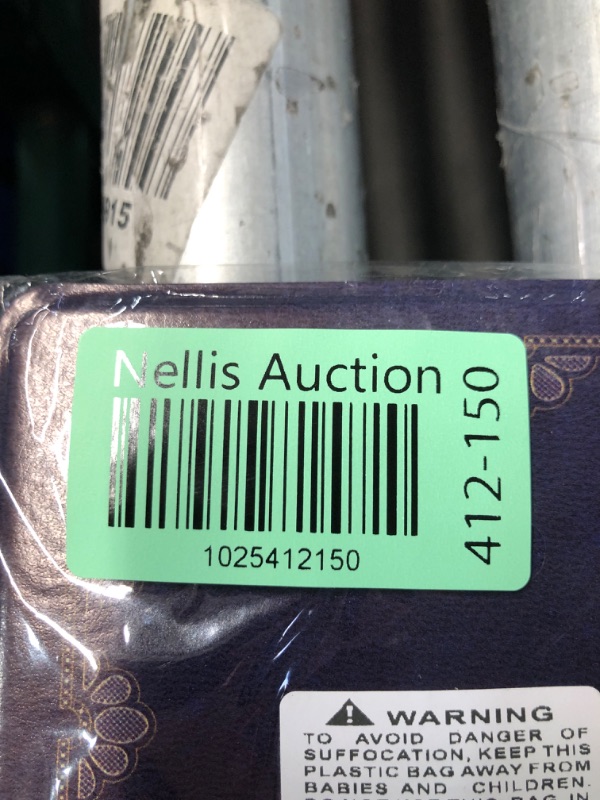 915
Nellis Auction
412-150
1025412150
WARNING
TO AVOID DANGER OF
SUFFOCATION, KEEP THIS
PLASTIC BAG AWAY FROM
BABIES AND CHILDREN.